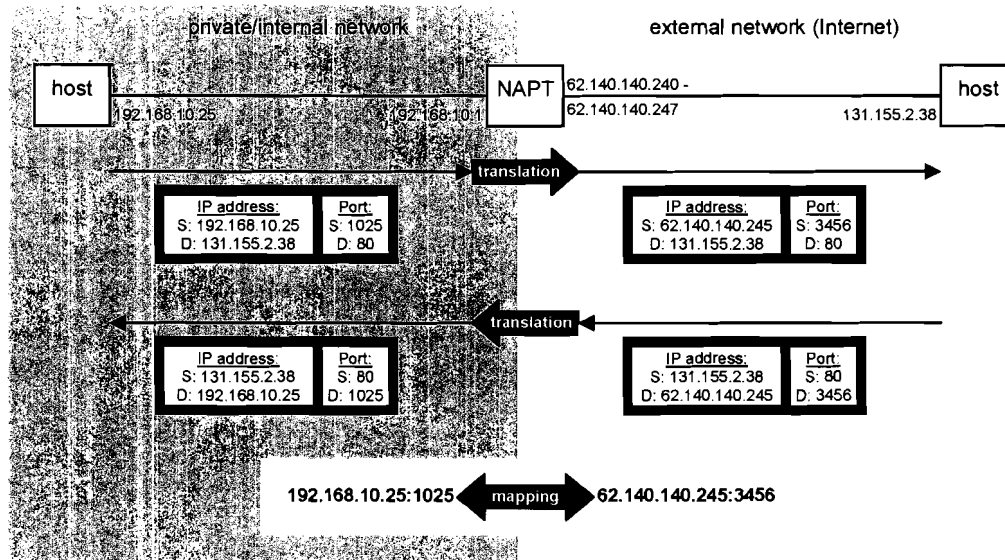 private/internal network
external network (Internet)
host
NAPT
host
192.168.10.25
192.168.10.1
62.140.140.240 -
62.140.140.247
131.155.2.38
translation
IP address:
S: 192.168.10.25
D: 131.155.2.38
Port:
S: 1025
D: 80
IP address:
S: 62.140.140.245
D: 131.155.2.38
Port:
S: 3456
D: 80
translation
IP address:
S: 131.155.2.38
D: 192.168.10.25
Port:
S: 80
D: 1025
IP address:
S: 131.155.2.38
D: 62.140.140.245
Port:
S: 80
D: 3456
192.168.10.25:1025
mapping
62.140.140.245:3456